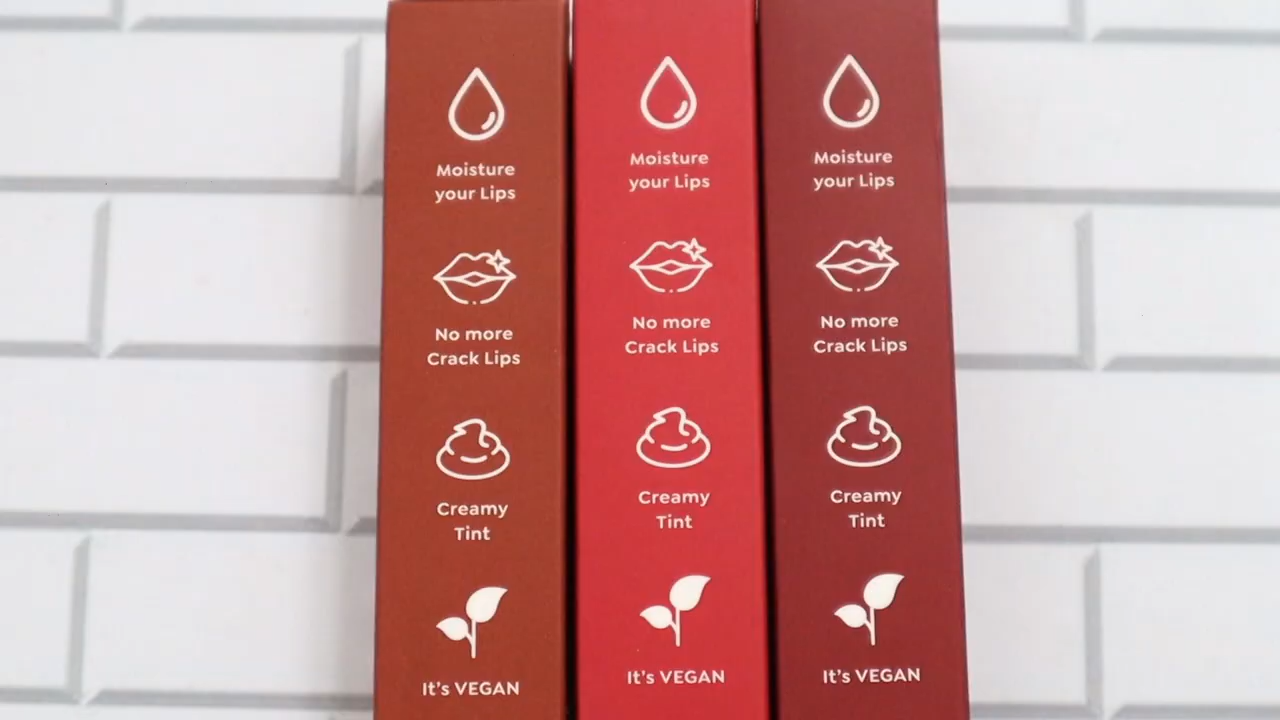 Moisture
your Lips
No more
Crack Lips
Creamy
Tint
It's VEGAN
Moisture
your Lips
No more
Crack Lips
Creamy
Tint
It's VEGAN
Moisture
your Lips
No more
Crack Lips
Creamy
Tint
It's VEGAN